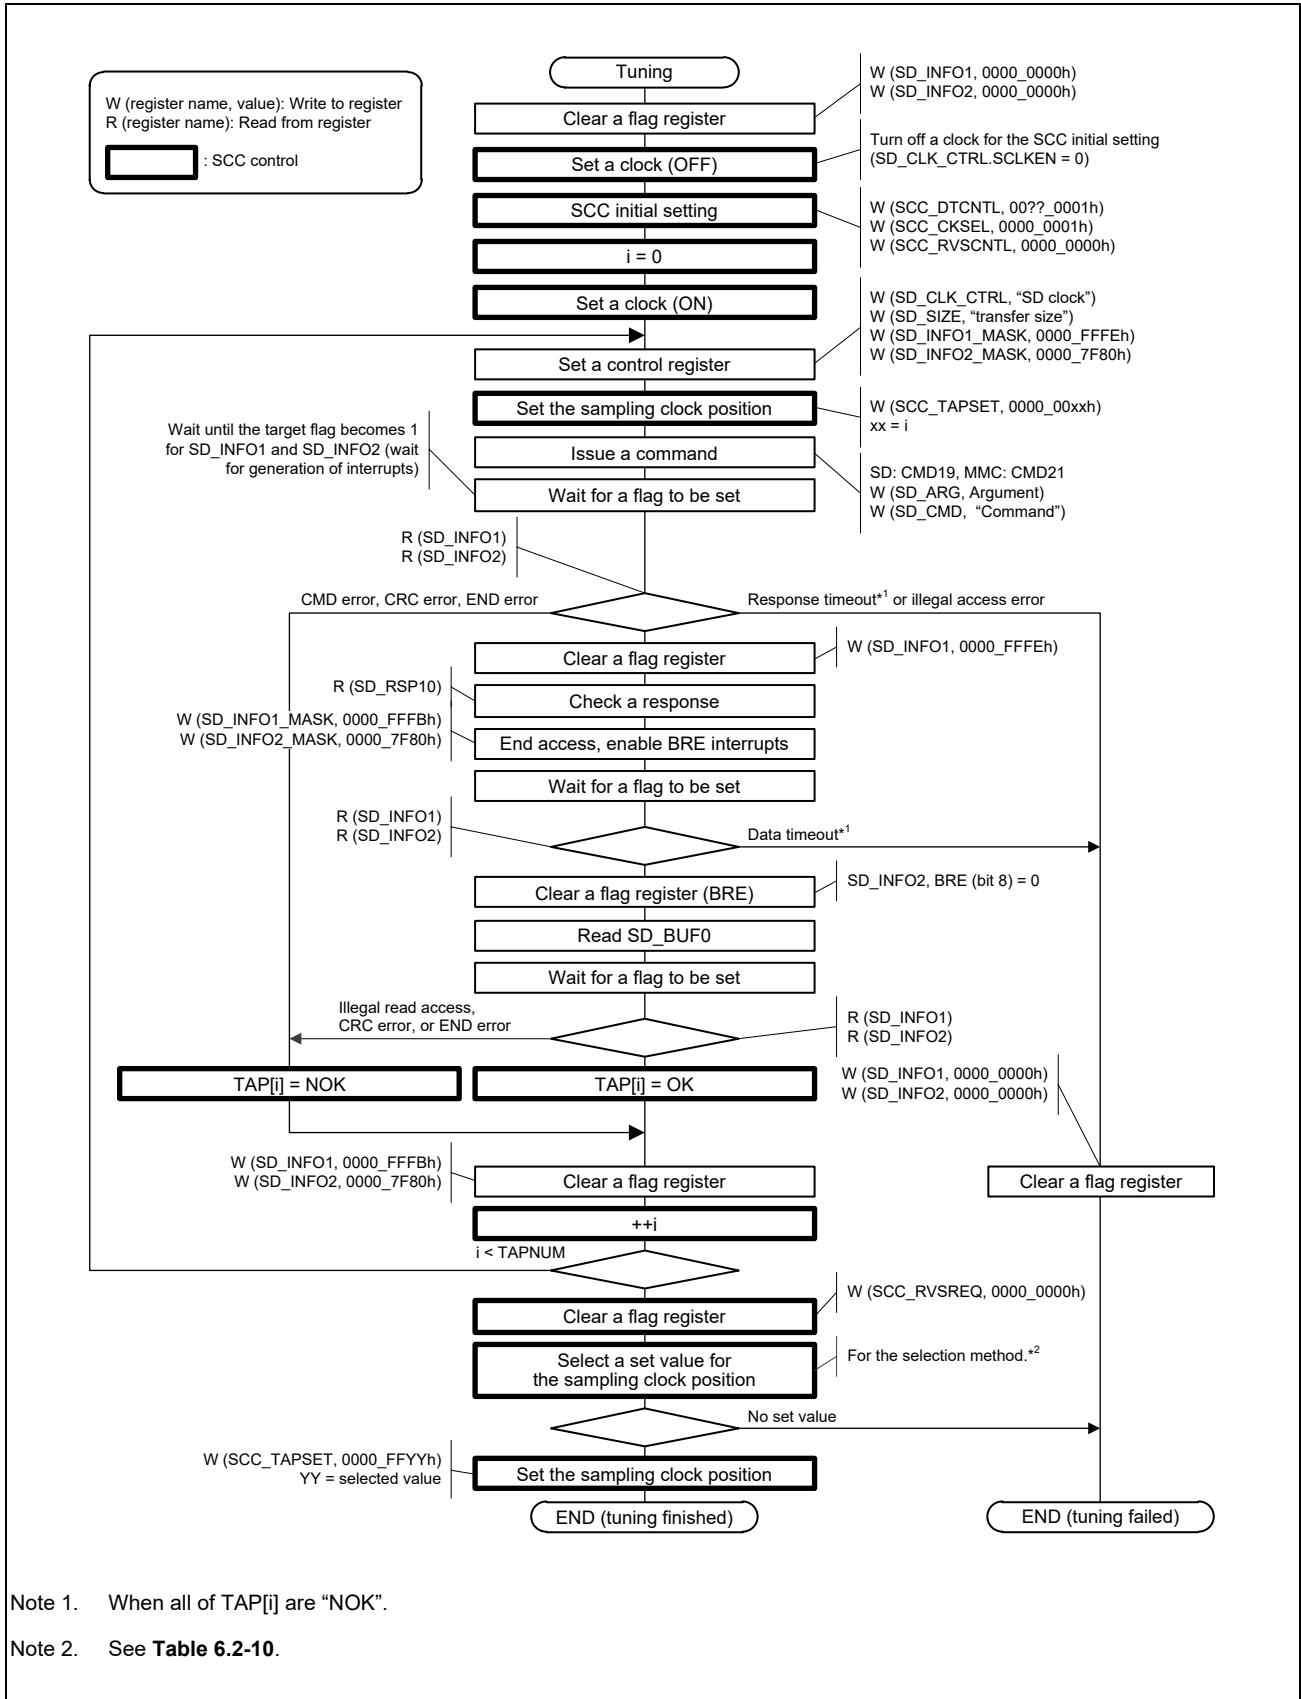 W (register name, value): Write to register
R (register name): Read from register
: SCC control
Tuning
W (SD_INFO1, 0000_0000h)
W (SD_INFO2, 0000_0000h)
Clear a flag register
Turn off a clock for the SCC initial setting
(SD_CLK_CTRL.SCLKEN = 0)
Set a clock (OFF)
SCC initial setting
W (SCC_DTCNTL, 00??_0001h)
W (SCC_CKSEL, 0000_0001h)
W (SCC_RVSCNTL, 0000_0000h)
i = 0
Set a clock (ON)
W (SD_CLK_CTRL, “SD clock”)
W (SD_SIZE, “transfer size”)
W (SD_INFO1_MASK, 0000_FFFEh)
W (SD_INFO2_MASK, 0000_7F80h)
Set a control register
Set the sampling clock position
W (SCC_TAPSET, 0000_00xxh)
xx = i
Wait until the target flag becomes 1
for SD_INFO1 and SD_INFO2 (wait
for generation of interrupts)
Issue a command
SD: CMD19, MMC: CMD21
W (SD_ARG, Argument)
W (SD_CMD, “Command”)
Wait for a flag to be set
R (SD_INFO1)
R (SD_INFO2)
CMD error, CRC error, END error
Response timeout*1 or illegal access error
Clear a flag register
W (SD_INFO1, 0000_FFFEh)
R (SD_RSP10)
Check a response
W (SD_INFO1_MASK, 0000_FFFBh)
W (SD_INFO2_MASK, 0000_7F80h)
End access, enable BRE interrupts
Wait for a flag to be set
R (SD_INFO1)
R (SD_INFO2)
Data timeout*1
Clear a flag register (BRE)
SD_INFO2, BRE (bit 8) = 0
Read SD_BUF0
Wait for a flag to be set
Illegal read access,
CRC error, or END error
R (SD_INFO1)
R (SD_INFO2)
TAP[i] = NOK
TAP[i] = OK
W (SD_INFO1, 0000_0000h)
W (SD_INFO2, 0000_0000h)
W (SD_INFO1, 0000_FFFBh)
W (SD_INFO2, 0000_7F80h)
Clear a flag register
Clear a flag register
++i
i < TAPNUM
W (SCC_RVSREQ, 0000_0000h)
Clear a flag register
Select a set value for
the sampling clock position
For the selection method.*2
No set value
W (SCC_TAPSET, 0000_FFYYh)
YY = selected value
Set the sampling clock position
END (tuning finished)
END (tuning failed)
Note 1. When all of TAP[i] are “NOK”.
Note 2. See Table 6.2-10.